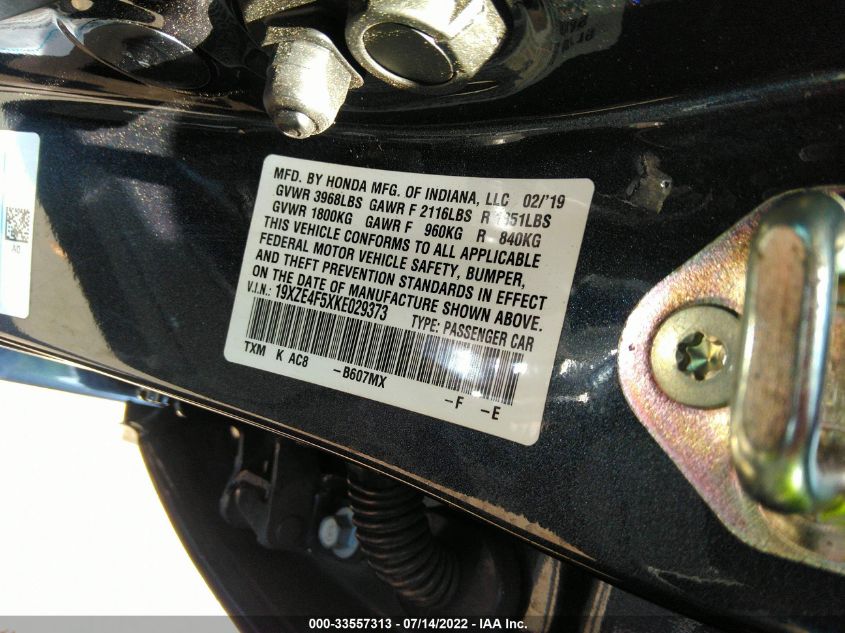 MFD. BY HONDA MFG. OF INDIANA, LLC 02/'19
GVWR 3968LBS GAWR F 2116LBS R 1851LBS
GVWR 1800KG GAWR F 960KG R 840KG
THIS VEHICLE CONFORMS TO ALL APPLICABLE
FEDERAL MOTOR VEHICLE SAFETY, BUMPER,
AND THEFT PREVENTION STANDARDS IN EFFECT
ON THE DATE OF MANUFACTURE SHOWN ABOVE.
V.I.N.: 19XZE4F5XKE029373 TYPE: PASSENGER CAR
TXM K AC8 -B607MX
-F -E
A0
000-33557313 - 07/14/2022 - IAA Inc.